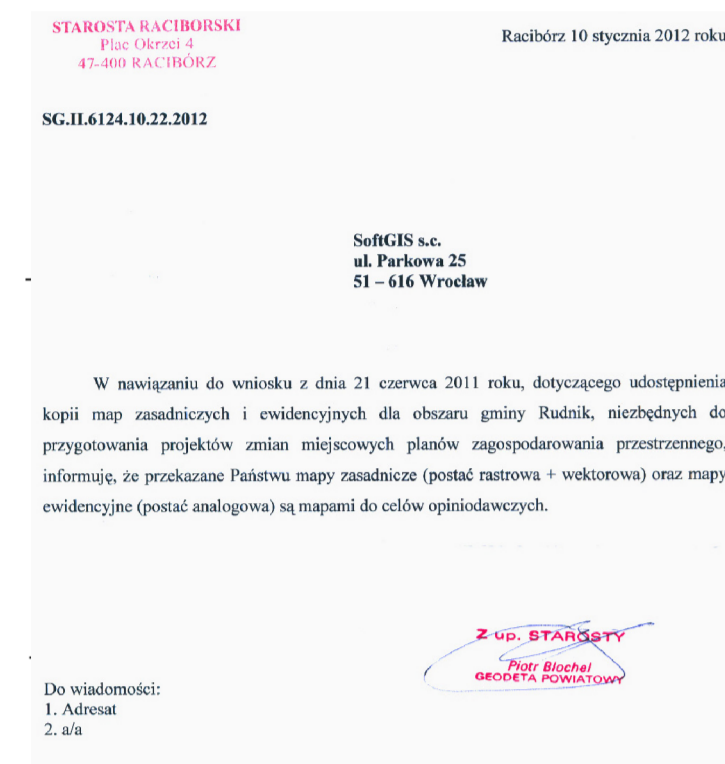 STAROSTA RACIBORSKI
Plac Okrzei 4
47-400 RACIBÓRZ
Racibórz 10 stycznia 2012 roku
SG.II.6124.10.22.2012
SoftGIS s.c.
ul. Parkowa 25
51 – 616 Wrocław
W nawiązaniu do wniosku z dnia 21 czerwca 2011 roku, dotyczącego udostępnienia
kopii map zasadniczych i ewidencyjnych dla obszaru gminy Rudnik, niezbędnych do
przygotowania projektów zmian miejscowych planów zagospodarowania przestrzennego,
informuję, że przekazane Państwu mapy zasadnicze (postać rastrowa + wektorowa) oraz mapy
ewidencyjne (postać analogowa) są mapami do celów opiniodawczych.
Z up. STAROSTY
Piotr Blochel
GEODETA POWIATOWY
Do wiadomości:
1. Adresat
2. a/a